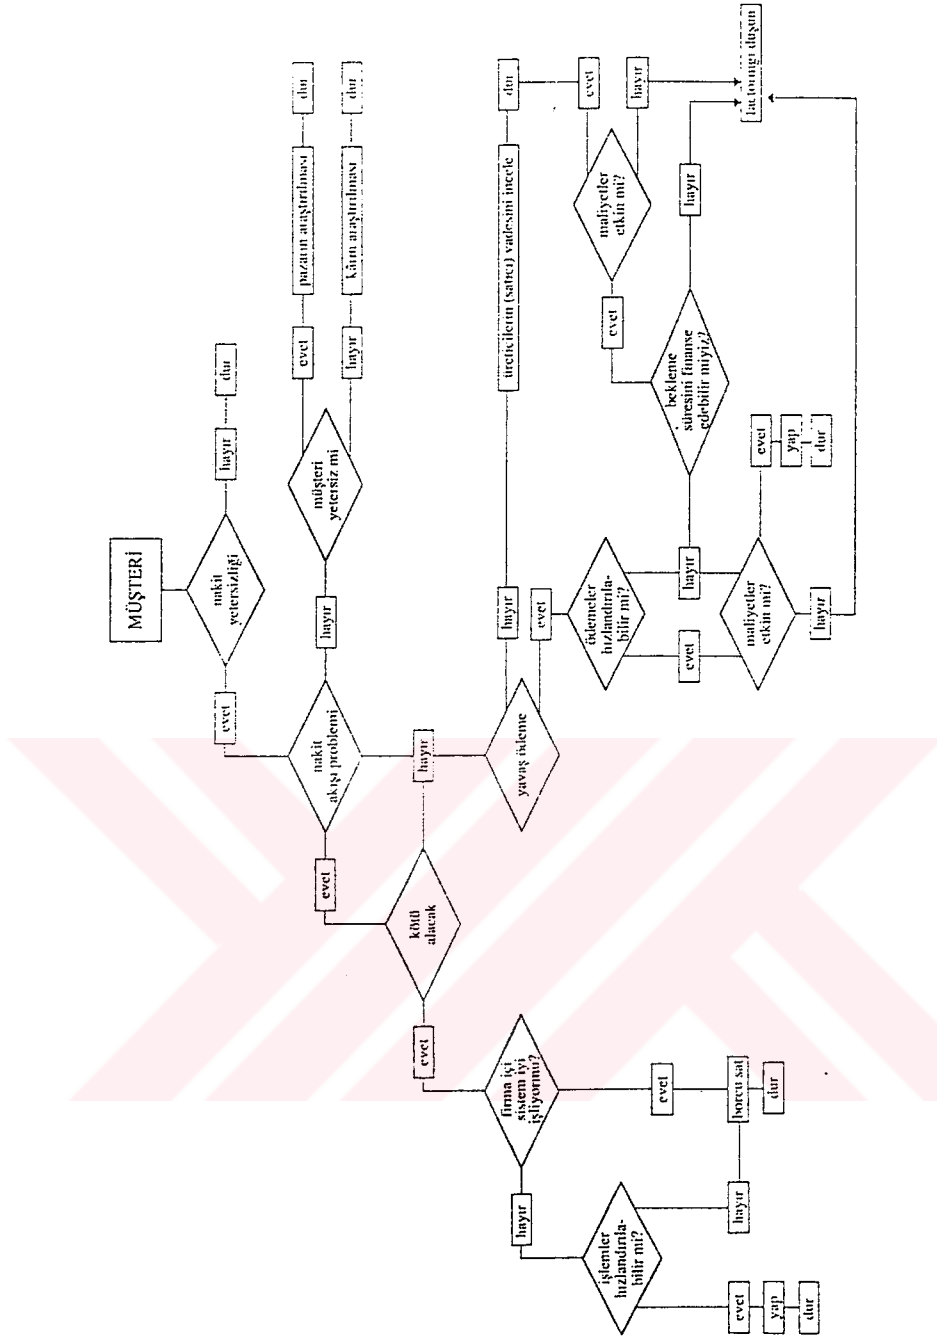 MÜŞTERİ
nakit
yetersizliği
evet
hayır
dur
nakit
akışı problemi
evet
hayır
müşteri
yetersiz mi
evet
pazarın araştırılması
dur
hayır
kârın araştırılması
dur
kötü
alacak
hayır
evet
yavaş ödeme
hayır
üreticilerin (satıcı) vadesini incele
dur
evet
firma içi
sistem iyi
işliyormu?
hayır
evet
ödemeler
hızlandırıla-
bilir mi?
evet
hayır
maliyetler
etkin mi?
evet
yap
dur
hayır
bekleme
süresini finanse
edebilir miyiz?
evet
hayır
maliyetler
etkin mi?
evet
hayır
factoringi düşün
işlemler
hızlandırıla-
bilir mi?
evet
yap
dur
hayır
borcu sat
dur